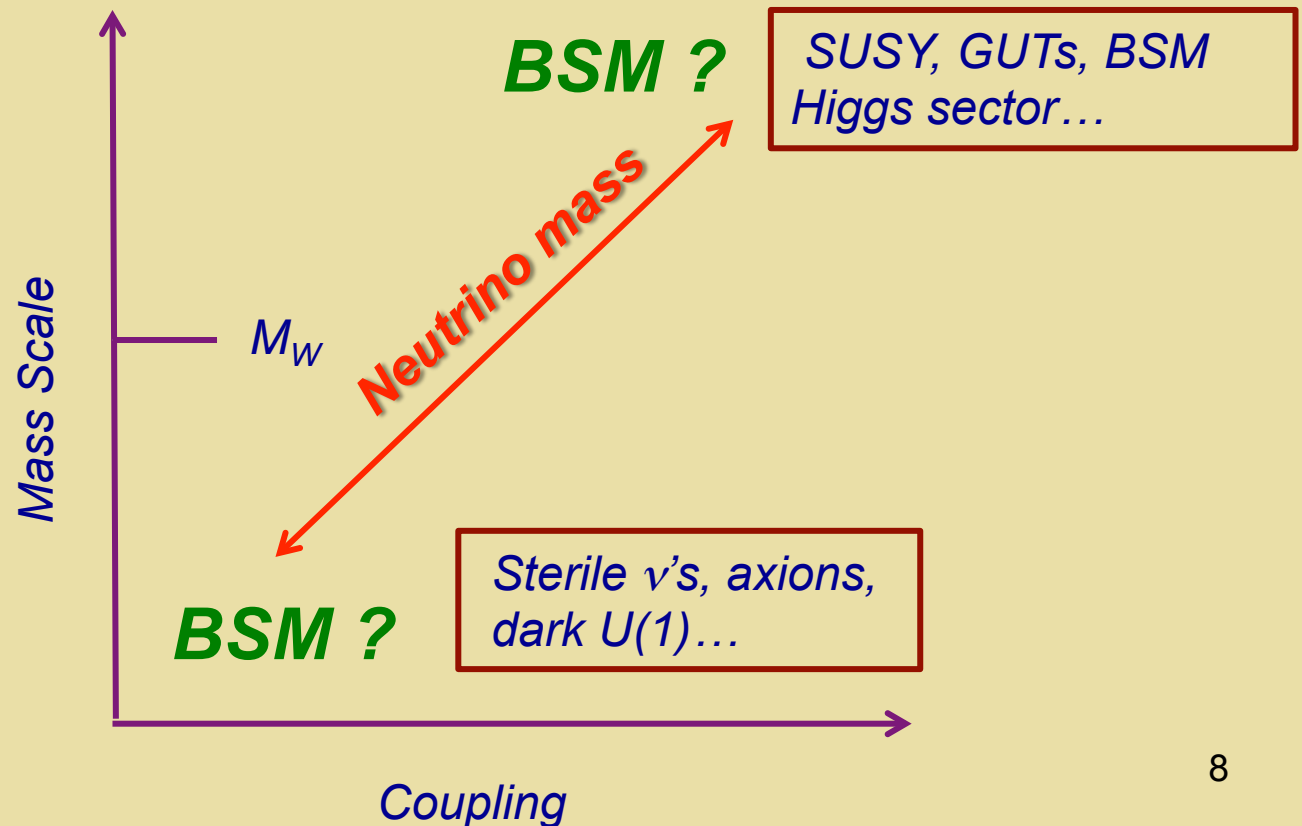 BSM ?
SUSY, GUTs, BSM
Higgs sector…
Neutrino mass
Mass Scale
M_W
Sterile ν’s, axions,
dark U(1)…
BSM ?
Coupling
8